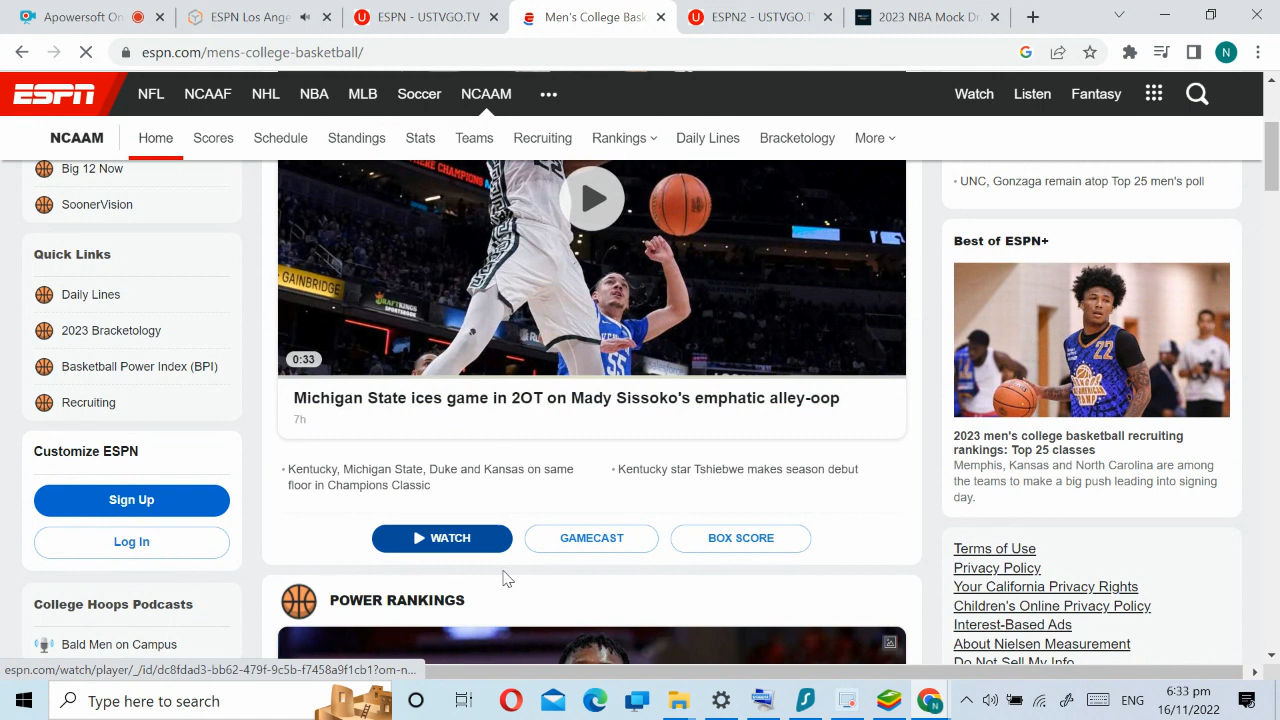 Apowersoft On
ESPN Los Ange
ESPN - USTVGO.TV
Men's College Bask
ESPN2 - USTVGO.T
2023 NBA Mock Dr
espn.com/mens-college-basketball/
N
ESPN
NFL NCAAF NHL NBA MLB Soccer NCAAM ••• Watch Listen Fantasy
NCAAM Home Scores Schedule Standings Stats Teams Recruiting Rankings Daily Lines Bracketology More
Big 12 Now
SoonerVision
Quick Links
Daily Lines
2023 Bracketology
Basketball Power Index (BPI)
Recruiting
Customize ESPN
Sign Up
Log In
College Hoops Podcasts
Bald Men on Campus
GAINBRIDGE
DRAFTKINGS
SPORTSBOOK
55
0:33
Michigan State ices game in 2OT on Mady Sissoko's emphatic alley-oop
7h
• Kentucky, Michigan State, Duke and Kansas on same
floor in Champions Classic
• Kentucky star Tshiebwe makes season debut
WATCH
GAMECAST
BOX SCORE
POWER RANKINGS
• UNC, Gonzaga remain atop Top 25 men's poll
Best of ESPN+
22
2023 men's college basketball recruiting
rankings: Top 25 classes
Memphis, Kansas and North Carolina are among
the teams to make a big push leading into signing
day.
Terms of Use
Privacy Policy
Your California Privacy Rights
Children's Online Privacy Policy
Interest-Based Ads
About Nielsen Measurement
Do Not Sell My Info
espn.com/watch/player/_/id/dc8fdad3-bb62-479f-9c5b-f7458a9f1cb1?om-n...
Type here to search
ENG
6:33 pm
16/11/2022